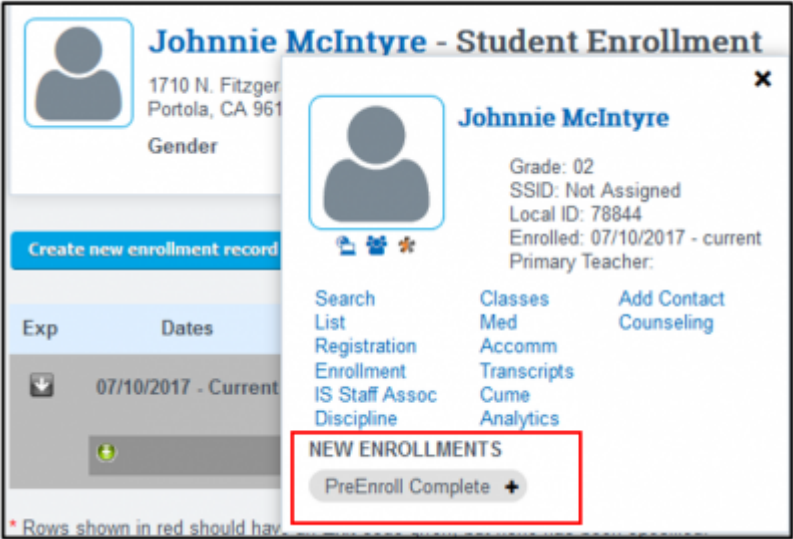 Johnnie McIntyre - Student Enrollment
1710 N. Fitzger
Portola, CA 961
Gender
Create new enrollment record
Exp Dates
07/10/2017 - Current
Johnnie McIntyre
Grade: 02
SSID: Not Assigned
Local ID: 78844
Enrolled: 07/10/2017 - current
Primary Teacher:
Search Classes Add Contact
List Med Counseling
Registration Accomm
Enrollment Transcripts
IS Staff Assoc Cume
Discipline Analytics
NEW ENROLLMENTS
PreEnroll Complete +
* Rows shown in red should have